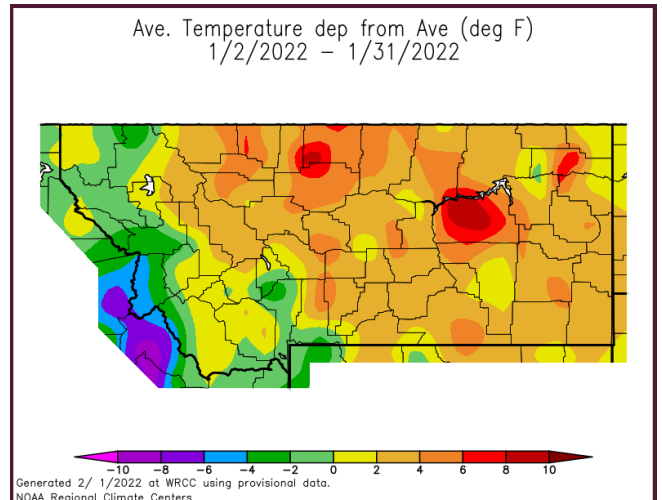 Ave. Temperature dep from Ave (deg F)
1/2/2022 – 1/31/2022
-10 -8 -6 -4 -2 0 2 4 6 8 10
Generated 2/ 1/2022 at WRCC using provisional data.
NOAA Regional Climate Centers